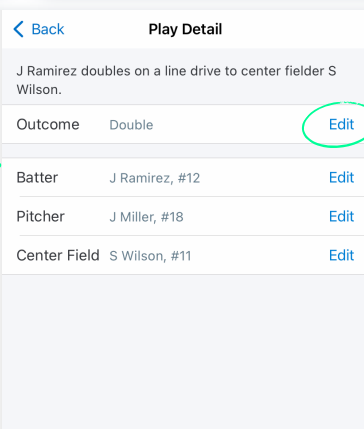 Back Play Detail
J Ramirez doubles on a line drive to center fielder S
Wilson.
Outcome Double Edit
Batter J Ramirez, #12 Edit
Pitcher J Miller, #18 Edit
Center Field S Wilson, #11 Edit